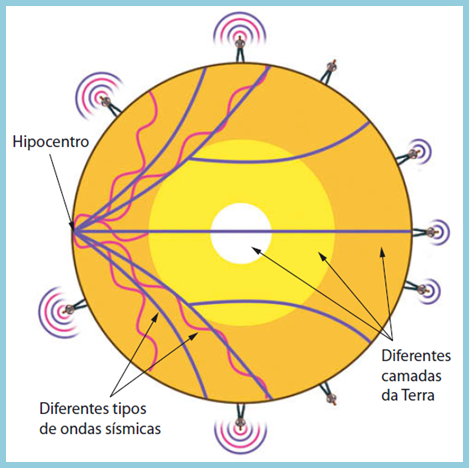 Hipocentro
Diferentes tipos
de ondas sísmicas
Diferentes
camadas
da Terra